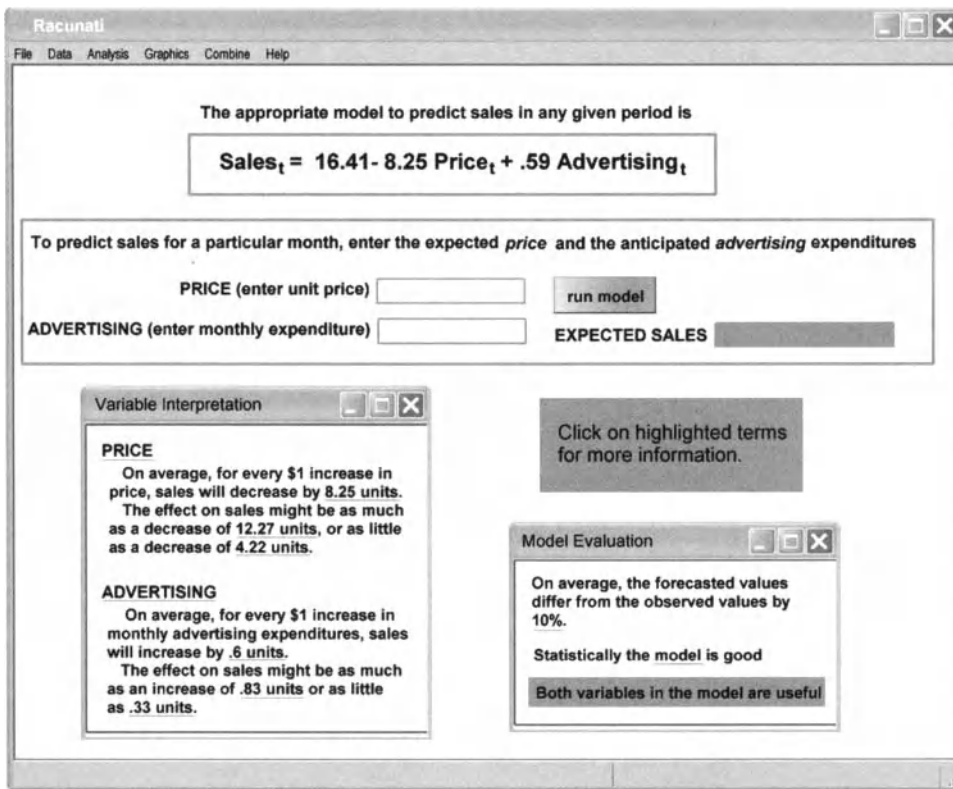 Racunati
File Data Analysis Graphics Combine Help
The appropriate model to predict sales in any given period is
Salesₜ = 16.41- 8.25 Priceₜ + .59 Advertisingₜ
To predict sales for a particular month, enter the expected price and the anticipated advertising expenditures
PRICE (enter unit price)
run model
ADVERTISING (enter monthly expenditure)
EXPECTED SALES
Variable Interpretation
PRICE
On average, for every $1 increase in
price, sales will decrease by 8.25 units.
The effect on sales might be as much
as a decrease of 12.27 units, or as little
as a decrease of 4.22 units.
ADVERTISING
On average, for every $1 increase in
monthly advertising expenditures, sales
will increase by .6 units.
The effect on sales might be as much
as an increase of .83 units or as little
as .33 units.
Click on highlighted terms
for more information.
Model Evaluation
On average, the forecasted values
differ from the observed values by
10%.
Statistically the model is good
Both variables in the model are useful